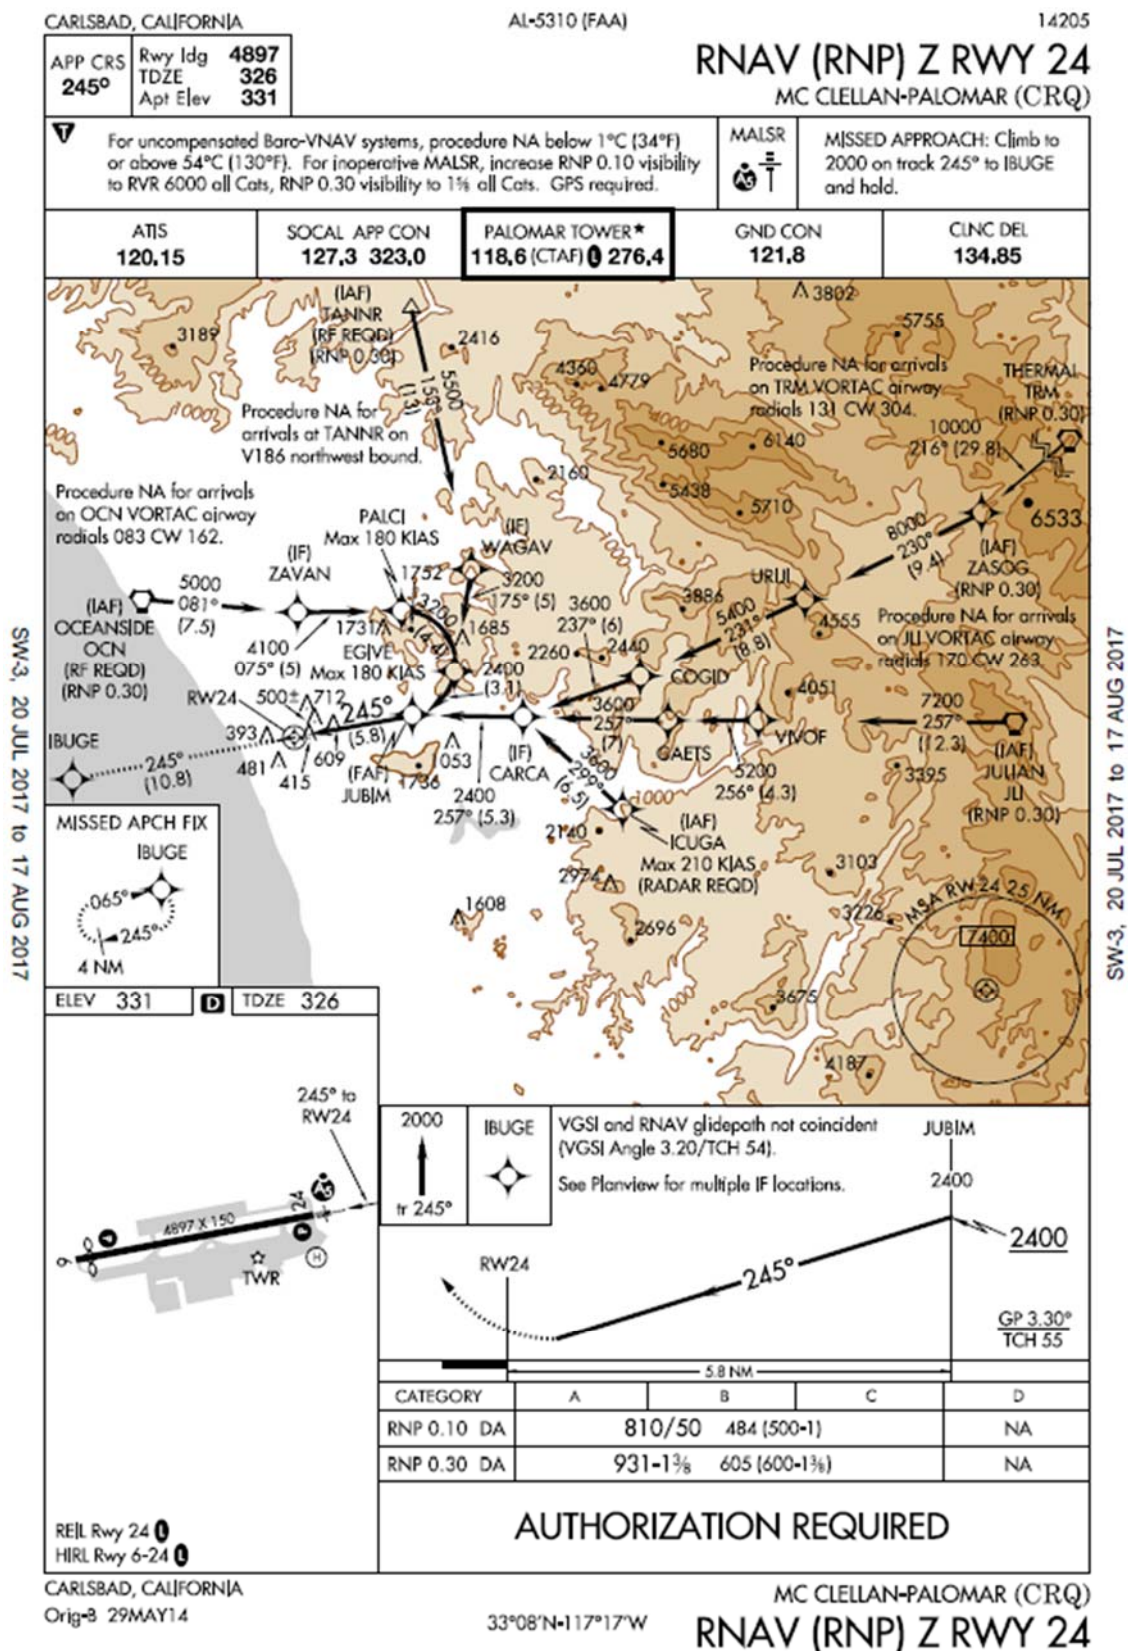 CARLSBAD, CALIFORNIA
AL-5310 (FAA)
14205
APP CRS
245°
Rwy ldg 4897
TDZE 326
Apt Elev 331
RNAV (RNP) Z RWY 24
MC CLELLAN-PALOMAR (CRQ)
T
For uncompensated Baro-VNAV systems, procedure NA below 1°C (34°F)
or above 54°C (130°F). For inoperative MALSR, increase RNP 0.10 visibility
to RVR 6000 all Cats, RNP 0.30 visibility to 1⅝ all Cats. GPS required.
MALSR
A5
MISSED APPROACH: Climb to
2000 on track 245° to IBUGE
and hold.
ATIS
120.15
SOCAL APP CON
127.3 323.0
PALOMAR TOWER★
118.6 (CTAF) L 276.4
GND CON
121.8
CLNC DEL
134.85
(IAF)
TANNR
(RF REQD)
(RNP 0.30)
3802
3189
2416
5755
5500
158°
(13)
4360
4779
Procedure NA for arrivals
on TRM VORTAC airway
radials 131 CW 304.
THERMAL
TRM
(RNP 0.30)
1000
Procedure NA for
arrivals at TANNR on
V186 northwest bound.
10000
216° (29.8)
5680
6140
2160
5438
5710
6533
Procedure NA for arrivals
on OCN VORTAC airway
radials 083 CW 162.
PALCI
Max 180 KIAS
(IF)
WAGAV
8000
230°
(9.4)
(IAF)
ZASOG
(RNP 0.30)
(IF)
ZAVAN
1752
3200
175° (5)
URUJI
5000
081°
(7.5)
(IAF)
OCEANSIDE
OCN
(RF REQD)
(RNP 0.30)
3200
(4.4)
3600
237° (6)
3886
5400
231°
(8.8)
4555
Procedure NA for arrivals
on JLI VORTAC airway
radials 170 CW 263.
1731
1685
4100
075° (5)
EGIVE
Max 180 KIAS
2260
2440
2400
(3.1)
COGID
4051
RW24
500±
712
245°
(5.8)
3600
257°
(7)
7200
257°
(12.3)
393
IBUGE
245°
(10.8)
481
415
609
(FAF)
JUBIM
1736
1053
(IF)
CARCA
GAETS
VIVOF
(IAF)
JULIAN
JLI
(RNP 0.30)
5200
256° (4.3)
3395
2400
257° (5.3)
3600
299°
(6.5)
1000
(IAF)
ICUGA
Max 210 KIAS
(RADAR REQD)
2140
2974
3103
MISSED APCH FIX
IBUGE
065°
245°
4 NM
1608
2696
3226
MSA RW 24 25 NM
7400
3675
4187
SW-3, 20 JUL 2017 to 17 AUG 2017
SW-3, 20 JUL 2017 to 17 AUG 2017
ELEV 331
D
TDZE 326
245° to
RW24
A5
24
4897 X 150
6
P
TWR
H
REIL Rwy 24 L
HIRL Rwy 6-24 L
2000
tr 245°
IBUGE
VGSI and RNAV glidepath not coincident
(VGSI Angle 3.20/TCH 54).
See Planview for multiple IF locations.
JUBIM
2400
2400
RW24
245°
GP 3.30°
TCH 55
5.8 NM
CATEGORY A B C D
RNP 0.10 DA 810/50 484 (500-1) NA
RNP 0.30 DA 931-1⅜ 605 (600-1⅜) NA
AUTHORIZATION REQUIRED
CARLSBAD, CALIFORNIA
Orig-B 29MAY14
33°08'N-117°17'W
MC CLELLAN-PALOMAR (CRQ)
RNAV (RNP) Z RWY 24